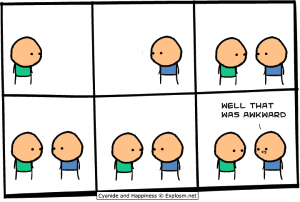 WELL THAT
WAS AWKWARD
Cyanide and Happiness © Explosm.net